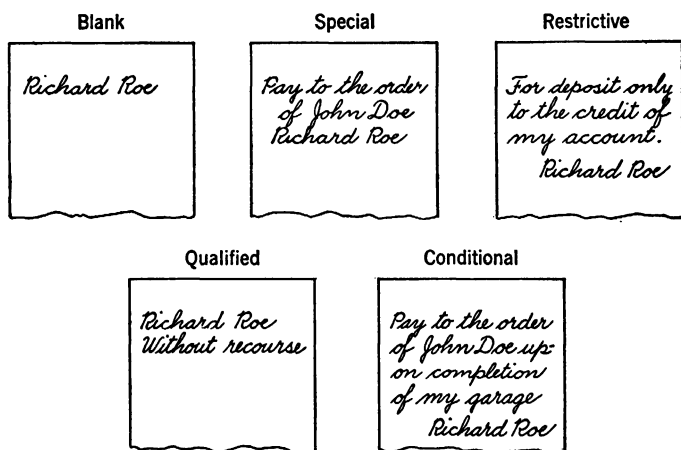 Blank
Richard Roe
Special
Pay to the order
of John Doe
Richard Roe
Restrictive
For deposit only
to the credit of
my account.
Richard Roe
Qualified
Richard Roe
Without recourse
Conditional
Pay to the order
of John Doe up-
on completion
of my garage
Richard Roe